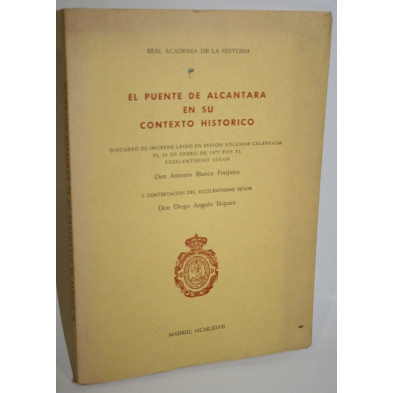 REAL ACADEMIA DE LA HISTORIA
EL PUENTE DE ALCANTARA
EN SU
CONTEXTO HISTORICO
DISCURSO DE INGRESO LEIDO EN SESION SOLEMNE CELEBRADA
EL DE ENERO DE 1977 POR EL
EXCELENTISIMO SEÑOR
Don Antonio Blanco Freijeiro
Y CONTESTACION DEL EXCELENTISIMO SEÑOR
Don Diego Angulo Iñiguez
MADRID, MCMLXXVII